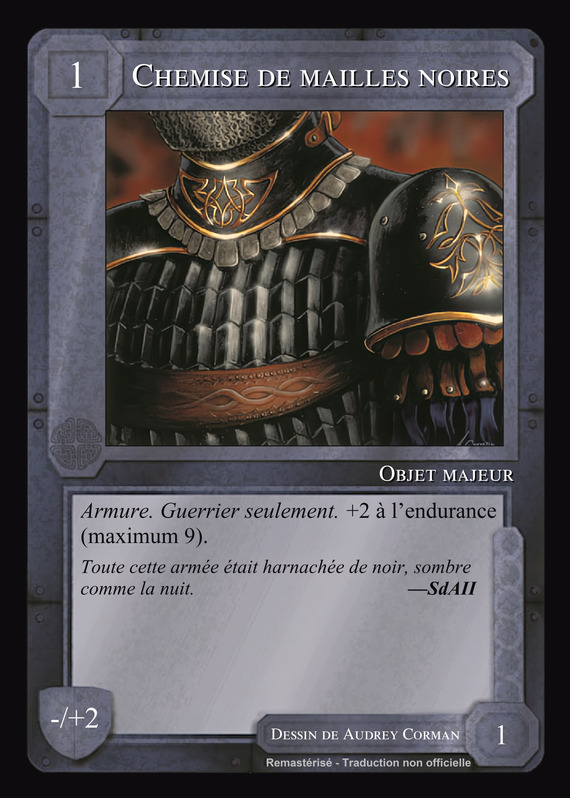 1
Chemise de mailles noires
Objet majeur
Armure. Guerrier seulement. +2 à l'endurance
(maximum 9).
Toute cette armée était harnachée de noir, sombre
comme la nuit. —SdAII
-/+2
Dessin de Audrey Corman
1
Remastérisé - Traduction non officielle